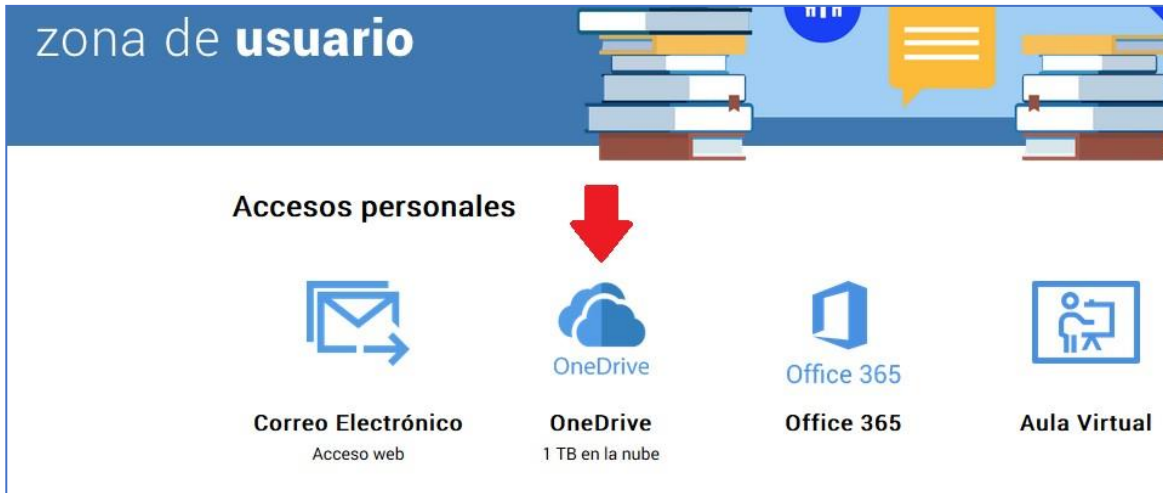 zona de usuario
Accesos personales
OneDrive
Office 365
Correo Electrónico
OneDrive
Office 365
Aula Virtual
Acceso web
1 TB en la nube